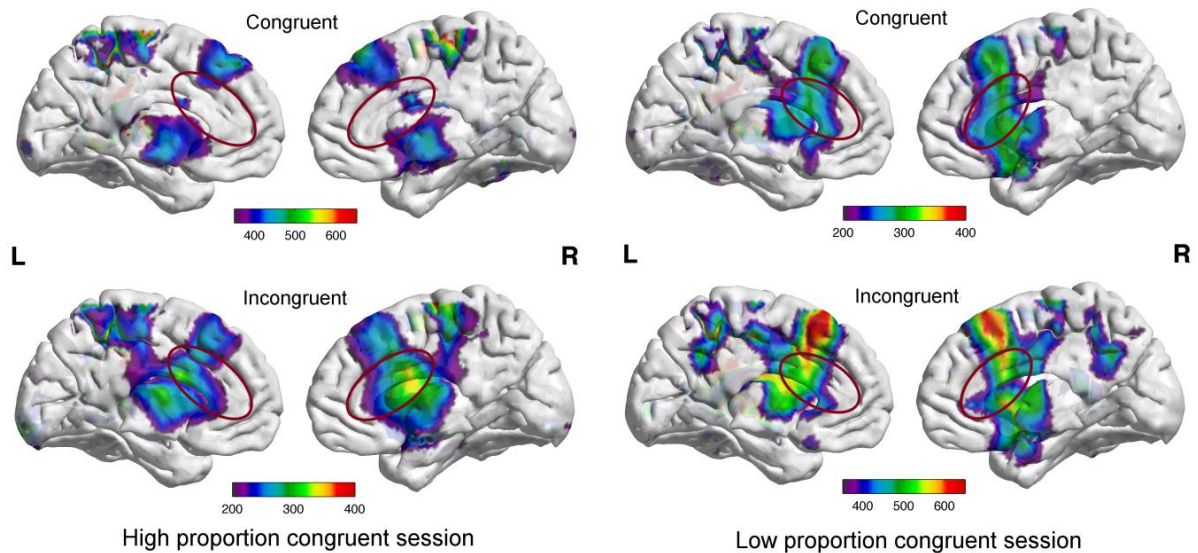 Congruent
Congruent
400 500 600
200 300 400
L R
L R
Incongruent
Incongruent
200 300 400
400 500 600
High proportion congruent session
Low proportion congruent session